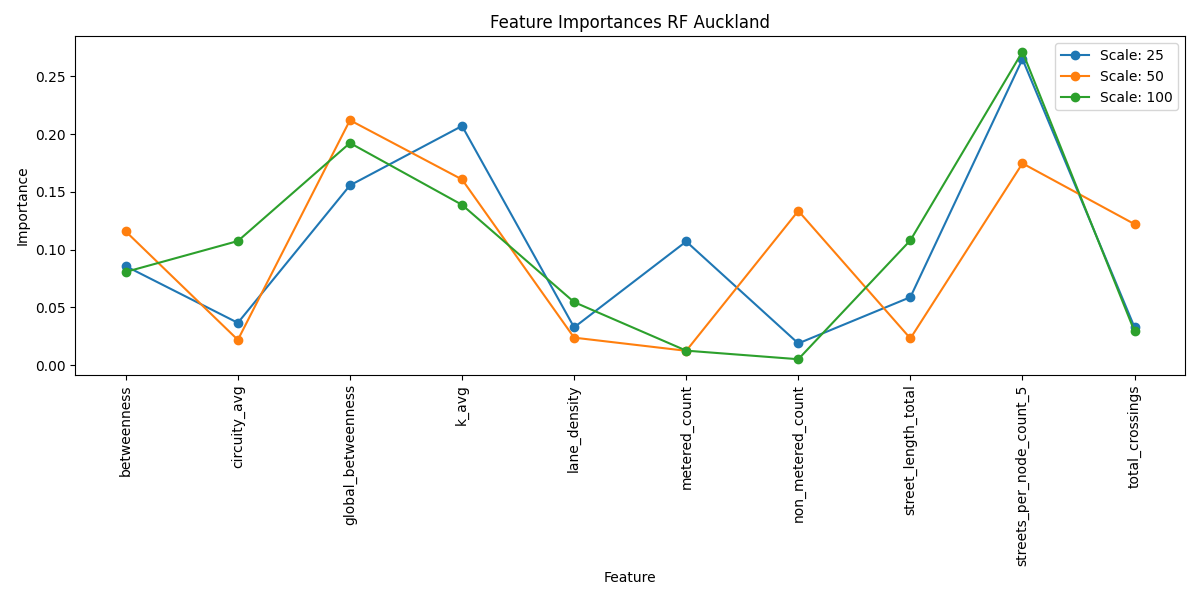 Feature Importances RF Auckland
Scale: 25
Scale: 50
Scale: 100
Importance
0.25
0.20
0.15
0.10
0.05
0.00
betweenness
circuity_avg
global_betweenness
k_avg
lane_density
metered_count
non_metered_count
street_length_total
streets_per_node_count_5
total_crossings
Feature